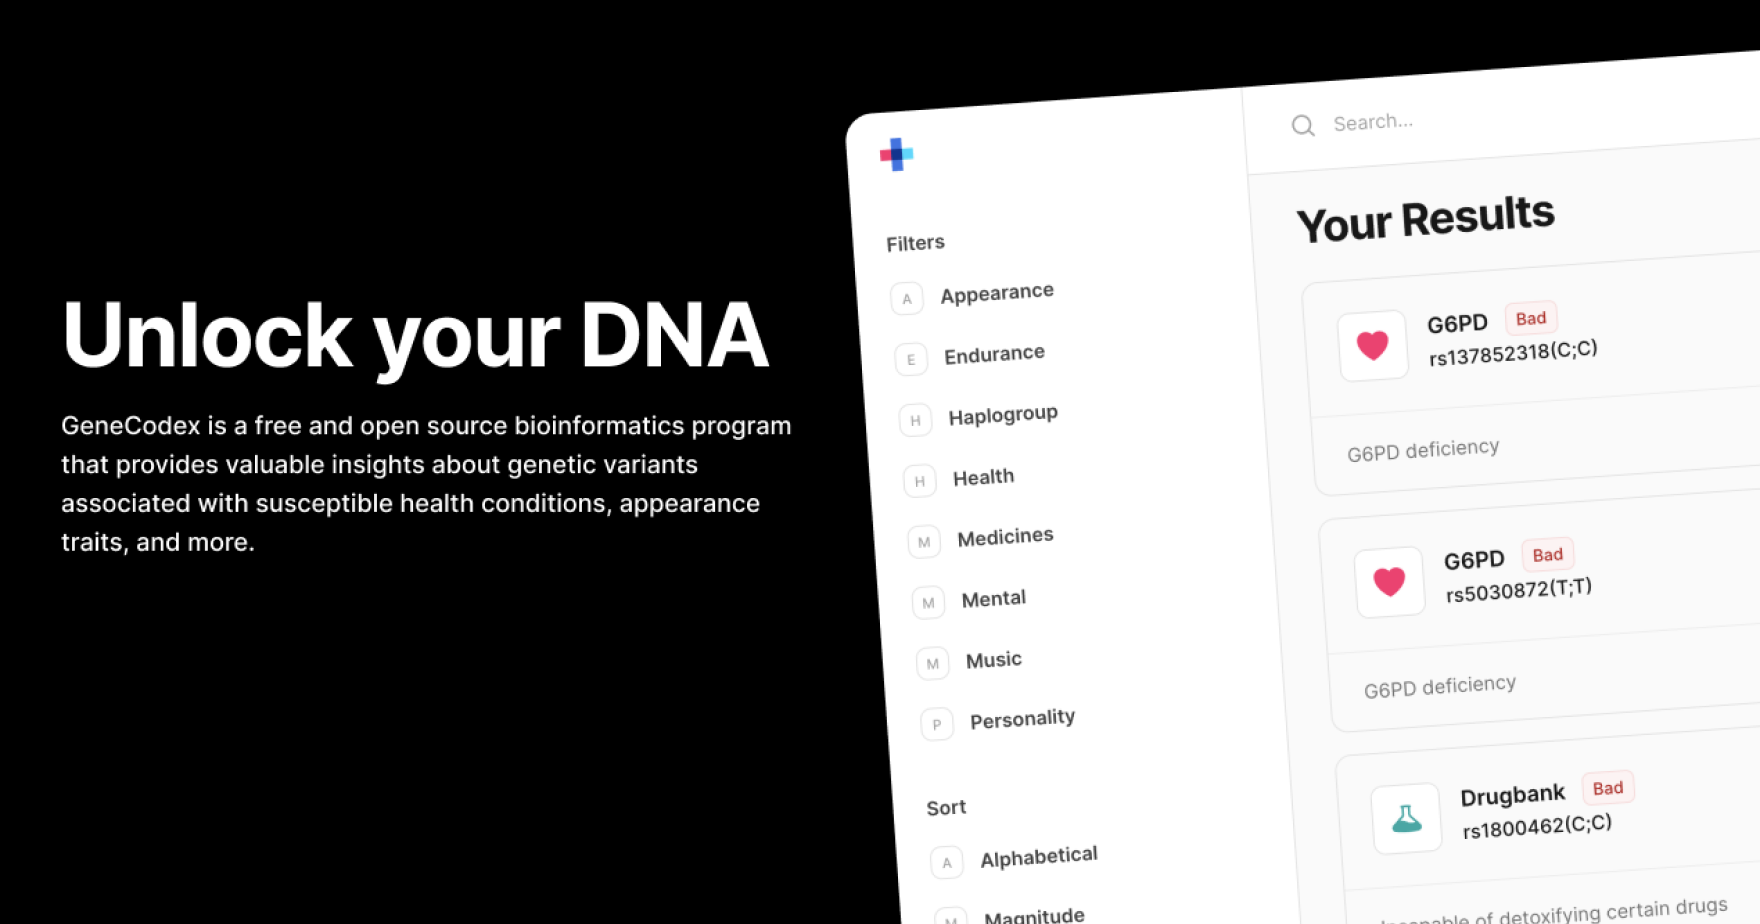 Unlock your DNA
GeneCodex is a free and open source bioinformatics program
that provides valuable insights about genetic variants
associated with susceptible health conditions, appearance
traits, and more.
Filters
A Appearance
E Endurance
H Haplogroup
H Health
M Medicines
M Mental
M Music
P Personality
Sort
A Alphabetical
M Magnitude
Search...
Your Results
G6PD Bad
rs137852318(C;C)
G6PD deficiency
G6PD Bad
rs5030872(T;T)
G6PD deficiency
Drugbank Bad
rs1800462(C;C)
Incapable of detoxifying certain drugs